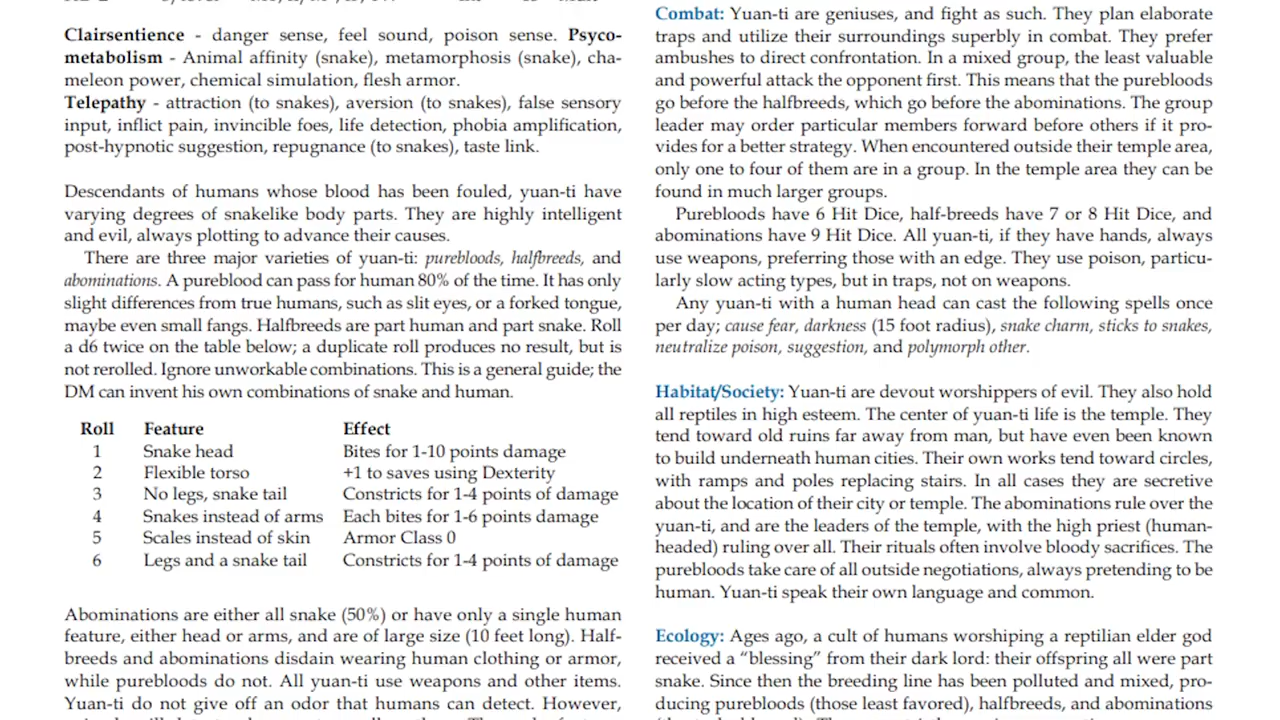 Clairsentience - danger sense, feel sound, poison sense. Psyco-
metabolism - Animal affinity (snake), metamorphosis (snake), cha-
meleon power, chemical simulation, flesh armor.
Telepathy - attraction (to snakes), aversion (to snakes), false sensory
input, inflict pain, invincible foes, life detection, phobia amplification,
post-hypnotic suggestion, repugnance (to snakes), taste link.
Descendants of humans whose blood has been fouled, yuan-ti have
varying degrees of snakelike body parts. They are highly intelligent
and evil, always plotting to advance their causes.
There are three major varieties of yuan-ti: purebloods, halfbreeds, and
abominations. A pureblood can pass for human 80% of the time. It has only
slight differences from true humans, such as slit eyes, or a forked tongue,
maybe even small fangs. Halfbreeds are part human and part snake. Roll
a d6 twice on the table below; a duplicate roll produces no result, but is
not rerolled. Ignore unworkable combinations. This is a general guide; the
DM can invent his own combinations of snake and human.
Roll Feature Effect
1 Snake head Bites for 1-10 points damage
2 Flexible torso +1 to saves using Dexterity
3 No legs, snake tail Constricts for 1-4 points of damage
4 Snakes instead of arms Each bites for 1-6 points damage
5 Scales instead of skin Armor Class 0
6 Legs and a snake tail Constricts for 1-4 points of damage
Abominations are either all snake (50%) or have only a single human
feature, either head or arms, and are of large size (10 feet long). Half-
breeds and abominations disdain wearing human clothing or armor,
while purebloods do not. All yuan-ti use weapons and other items.
Yuan-ti do not give off an odor that humans can detect. However,
Combat: Yuan-ti are geniuses, and fight as such. They plan elaborate
traps and utilize their surroundings superbly in combat. They prefer
ambushes to direct confrontation. In a mixed group, the least valuable
and powerful attack the opponent first. This means that the purebloods
go before the halfbreeds, which go before the abominations. The group
leader may order particular members forward before others if it pro-
vides for a better strategy. When encountered outside their temple area,
only one to four of them are in a group. In the temple area they can be
found in much larger groups.
Purebloods have 6 Hit Dice, half-breeds have 7 or 8 Hit Dice, and
abominations have 9 Hit Dice. All yuan-ti, if they have hands, always
use weapons, preferring those with an edge. They use poison, particu-
larly slow acting types, but in traps, not on weapons.
Any yuan-ti with a human head can cast the following spells once
per day; cause fear, darkness (15 foot radius), snake charm, sticks to snakes,
neutralize poison, suggestion, and polymorph other.
Habitat/Society: Yuan-ti are devout worshippers of evil. They also hold
all reptiles in high esteem. The center of yuan-ti life is the temple. They
tend toward old ruins far away from man, but have even been known
to build underneath human cities. Their own works tend toward circles,
with ramps and poles replacing stairs. In all cases they are secretive
about the location of their city or temple. The abominations rule over the
yuan-ti, and are the leaders of the temple, with the high priest (human-
headed) ruling over all. Their rituals often involve bloody sacrifices. The
purebloods take care of all outside negotiations, always pretending to be
human. Yuan-ti speak their own language and common.
Ecology: Ages ago, a cult of humans worshiping a reptilian elder god
received a “blessing” from their dark lord: their offspring all were part
snake. Since then the breeding line has been polluted and mixed, pro-
ducing purebloods (those least favored), halfbreeds, and abominations